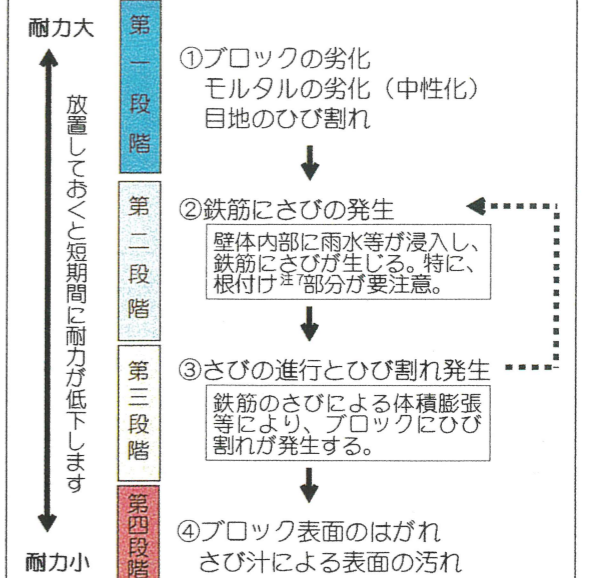 耐力大
放置しておくと短期間に耐力が低下します
耐力小
第一段階
①ブロックの劣化
モルタルの劣化（中性化）
目地のひび割れ
第二段階
②鉄筋にさびの発生
壁体内部に雨水等が浸入し、
鉄筋にさびが生じる。特に、
根付け注7部分が要注意。
第三段階
③さびの進行とひび割れ発生
鉄筋のさびによる体積膨張
等により、ブロックにひび
割れが発生する。
第四段階
④ブロック表面のはがれ
さび汁による表面の汚れ